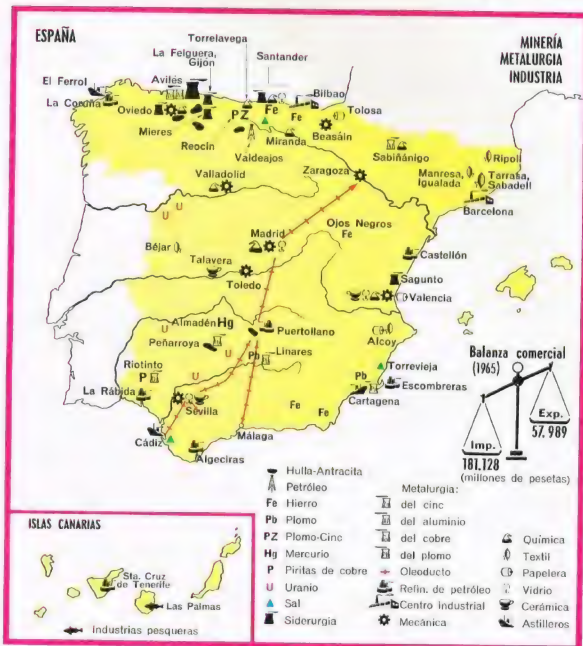 ESPAÑA
MINERÍA
METALURGIA
INDUSTRIA
Torrelavega
La Felguera,
Gijón
Santander
Avilés
Bilbao
El Ferrol
La Coruña
Oviedo
PZ
Fe
Fe
Tolosa
Mieres
Beasáin
Reocín
Miranda
Valdeajos
Sabiñánigo
Ripoll
Manresa,
Igualada
Tarrasa,
Sabadell
Valladolid
Zaragoza
Barcelona
U
U
Ojos Negros
Fe
Madrid
Béjar
Castellón
Talavera
Sagunto
Toledo
Valencia
U
Almadén Hg
Puertollano
Alcoy
Peñarroya
U
Pb
Linares
Torrevieja
Riotinto
P
U
Pb
Escombreras
La Rábida
Cartagena
Sevilla
Fe
Fe
Cádiz
Málaga
Algeciras
Balanza comercial
(1965)
Exp.
57.989
Imp.
181.128
(millones de pesetas)
Hulla-Antracita
Petróleo
Fe Hierro
Pb Plomo
PZ Plomo-Cinc
Hg Mercurio
P Piritas de cobre
U Uranio
Sal
Siderurgia
Metalurgia:
del cinc
del aluminio
del cobre
del plomo
Oleoducto
Refin. de petróleo
Centro industrial
Mecánica
Química
Textil
Papelera
Vidrio
Cerámica
Astilleros
ISLAS CANARIAS
Sta. Cruz
de Tenerife
Las Palmas
Industrias pesqueras